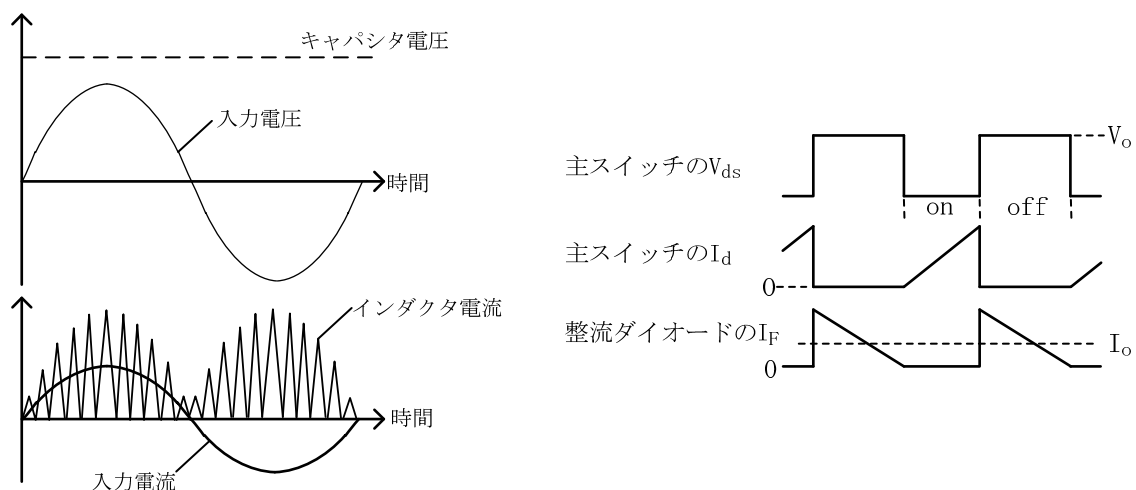 キャパシタ電圧
入力電圧
時間
インダクタ電流
時間
入力電流
主スイッチのVds
Vo
on
off
主スイッチのId
0
整流ダイオードのIF
Io
0